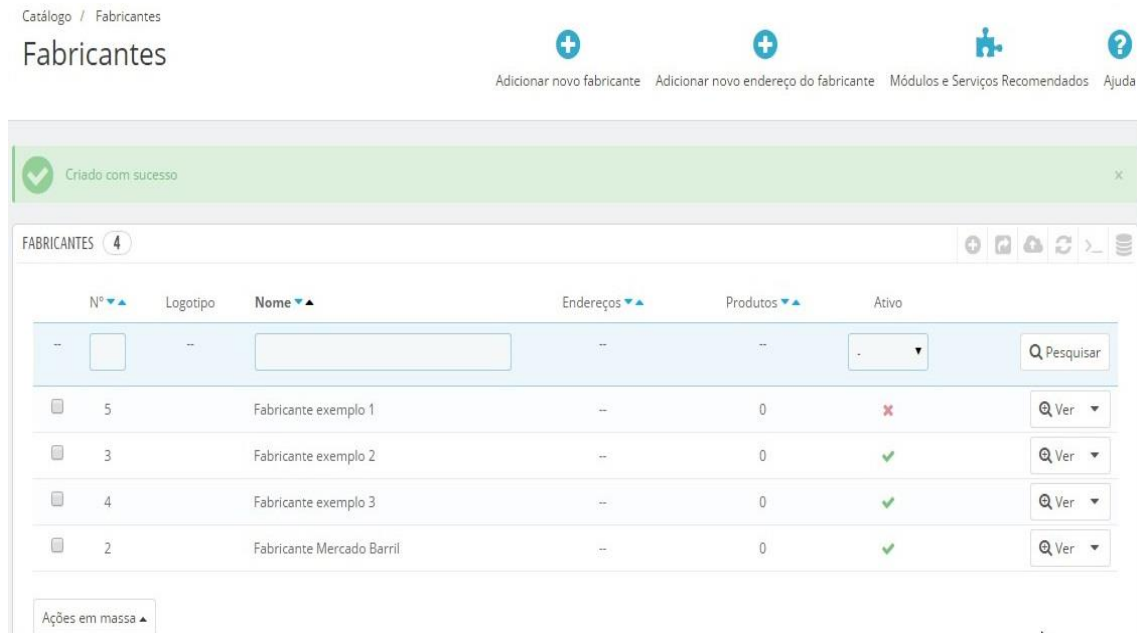 Catálogo / Fabricantes
Fabricantes
Adicionar novo fabricante Adicionar novo endereço do fabricante Módulos e Serviços Recomendados Ajuda
Criado com sucesso x
FABRICANTES 4
Nº Logotipo Nome Endereços Produtos Ativo
-- -- -- -- - Pesquisar
5 Fabricante exemplo 1 -- 0 Ver
3 Fabricante exemplo 2 -- 0 Ver
4 Fabricante exemplo 3 -- 0 Ver
2 Fabricante Mercado Barril -- 0 Ver
Ações em massa